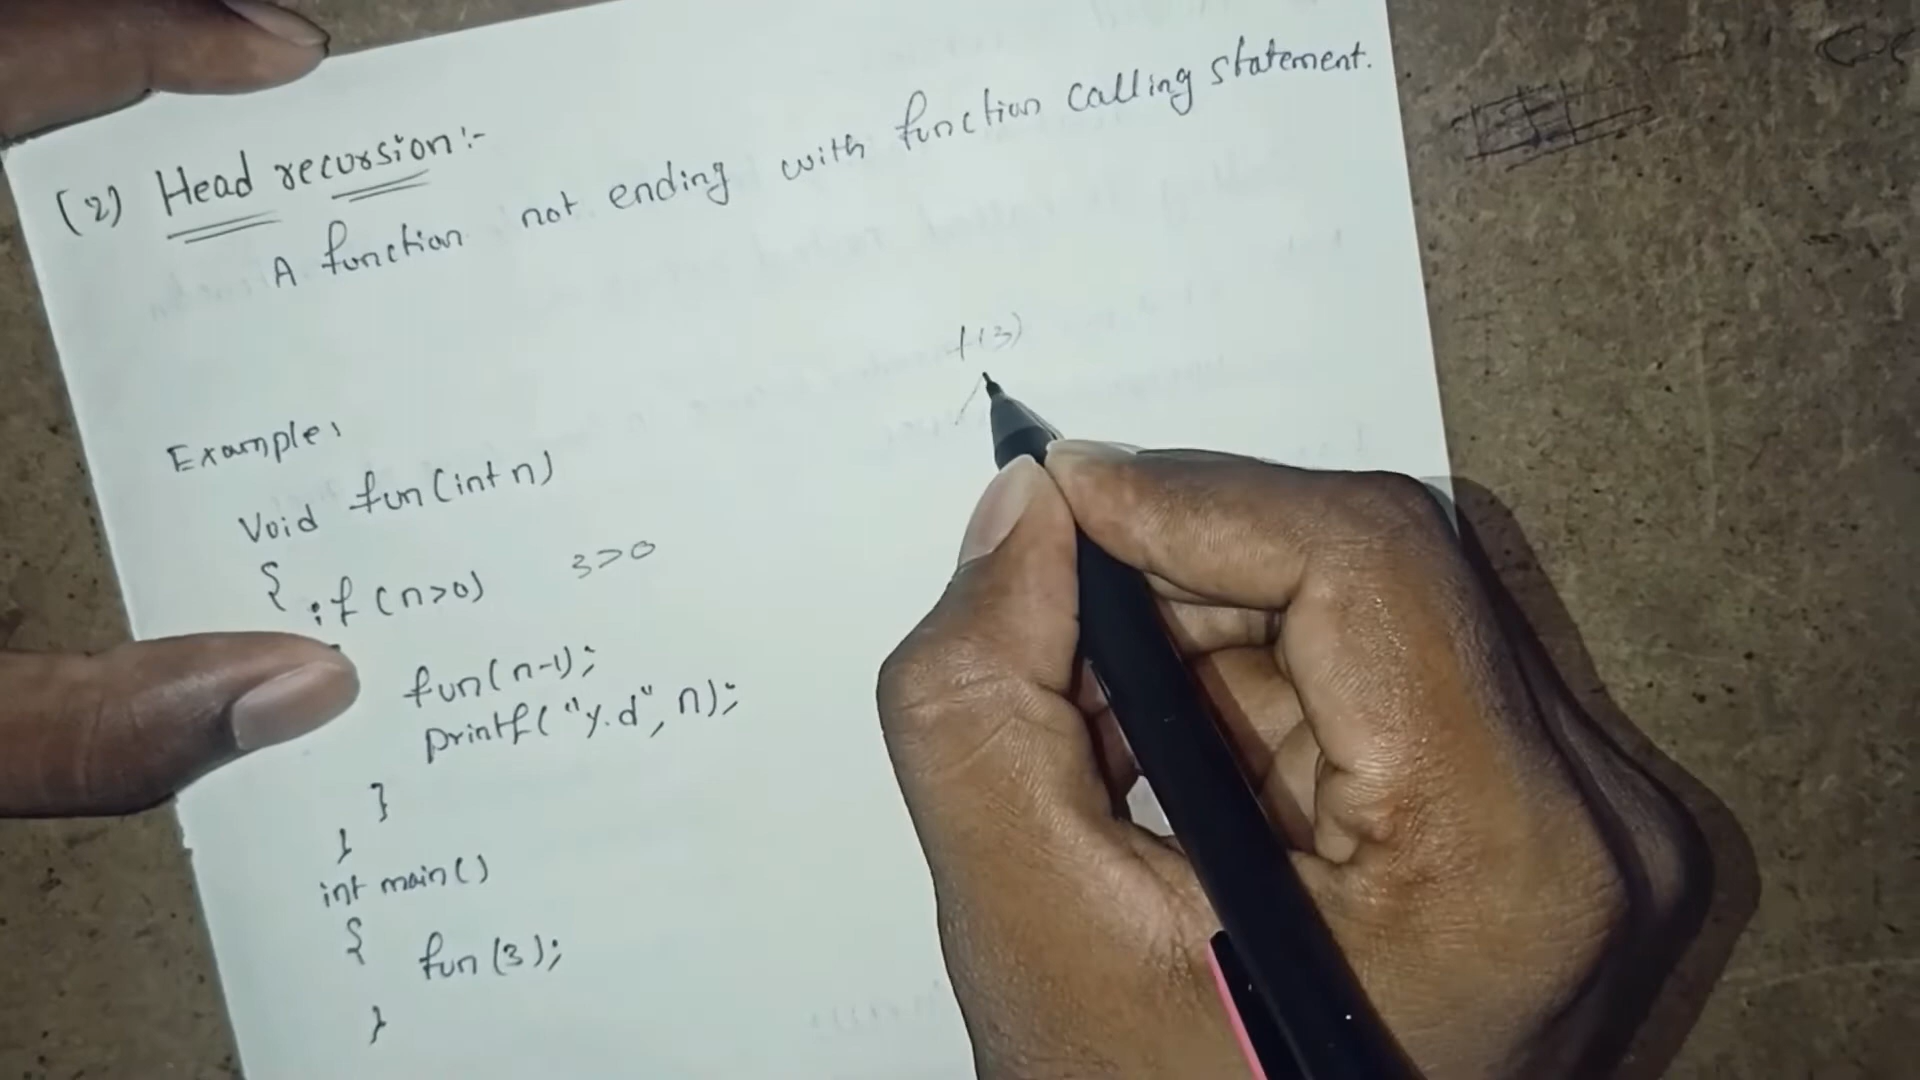 (2) Head recursion:-
A function not ending with function calling statement.
f(3)
Example:
Void fun(int n)
{
if (n>0) 3>0
fun(n-1);
printf("%d", n);
}
}
int main()
{
fun(3);
}